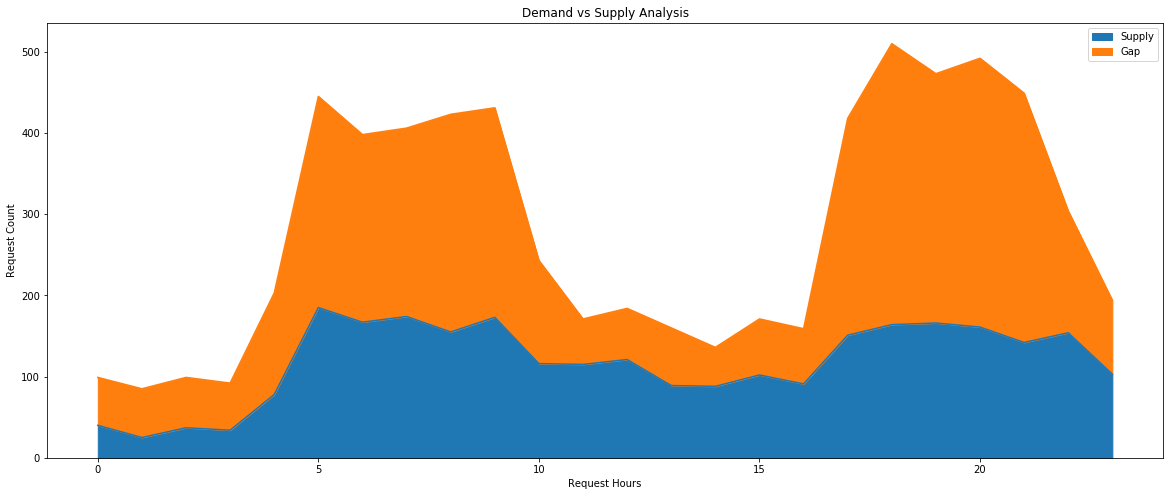 Demand vs Supply Analysis
Supply
Gap
500
400
300
200
100
0
Request Count
0 5 10 15 20
Request Hours